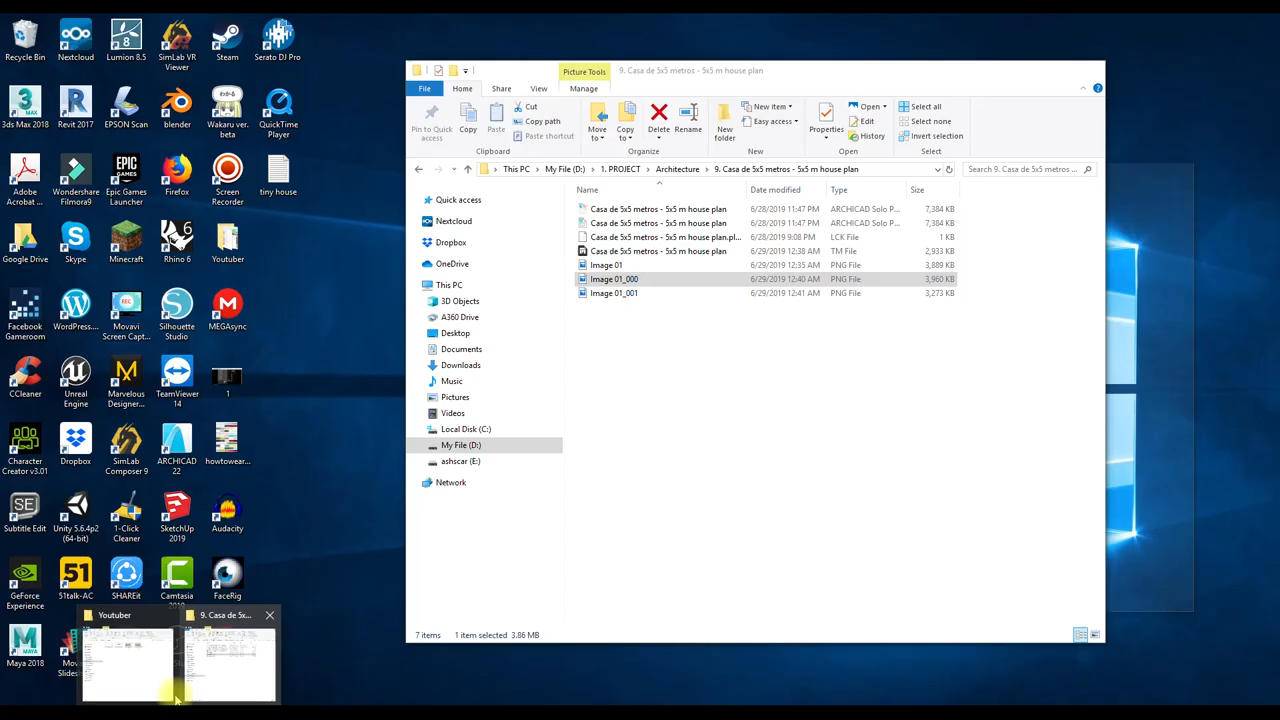 Recycle Bin
Nextcloud
Lumion 8.5
SimLab VR
Viewer
Steam
Serato DJ Pro
3ds Max 2018
Revit 2017
EPSON Scan
blender
Wakaru ver.
beta
QuickTime
Player
Adobe
Acrobat ...
Wondershare
Filmora9
Epic Games
Launcher
Firefox
Screen
Recorder
tiny house
Google Drive
Skype
Minecraft
Rhino 6
Youtuber
Facebook
Gameroom
WordPress....
Movavi
Screen Capt...
Silhouette
Studio
MEGAsync
CCleaner
Unreal
Engine
Marvelous
Designer...
TeamViewer
14
1
Character
Creator v3.01
Dropbox
SimLab
Composer 9
ARCHICAD
22
howtowear...
Subtitle Edit
Unity 5.6.4p2
(64-bit)
1-Click
Cleaner
SketchUp
2019
Audacity
GeForce
Experience
51talk-AC
SHAREit
Camtasia
FaceRig
Maya 2018
Youtuber
9. Casa de 5x...
Picture Tools
9. Casa de 5x5 metros - 5x5 m house plan
File
Home
Share
View
Manage
Pin to Quick
access
Copy
Paste
Cut
Copy path
Paste shortcut
Clipboard
Move
to
Copy
to
Delete
Rename
Organize
New
folder
New item
Easy access
New
Properties
Open
Edit
History
Open
Select all
Select none
Invert selection
Select
This PC
My File (D:)
1. PROJECT
Architecture
9. Casa de 5x5 metros - 5x5 m house plan
Search 9. Casa de 5x5 metros ...
Quick access
Nextcloud
Dropbox
OneDrive
This PC
3D Objects
A360 Drive
Desktop
Documents
Downloads
Music
Pictures
Videos
Local Disk (C:)
My File (D:)
ashscar (E:)
Network
Name Date modified Type Size
Casa de 5x5 metros - 5x5 m house plan 6/28/2019 11:47 PM ARCHICAD Solo P... 7,384 KB
Casa de 5x5 metros - 5x5 m house plan 6/28/2019 11:47 PM ARCHICAD Solo P... 7,384 KB
Casa de 5x5 metros - 5x5 m house plan.pl... 6/28/2019 9:08 PM LCK File 1 KB
Casa de 5x5 metros - 5x5 m house plan 6/29/2019 12:38 AM TM File 2,933 KB
Image 01 6/29/2019 12:35 AM PNG File 3,889 KB
Image 01_000 6/29/2019 12:40 AM PNG File 3,960 KB
Image 01_001 6/29/2019 12:41 AM PNG File 3,273 KB
7 items 1 item selected 3.86 MB